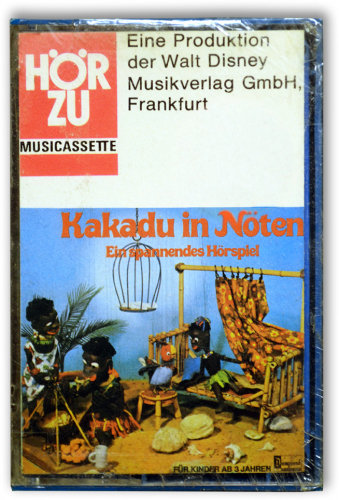 HÖR
ZU
MUSICASSETTE
Eine Produktion
der Walt Disney
Musikverlag GmbH,
Frankfurt
Kakadu in Nöten
Ein spannendes Hörspiel
FÜR KINDER AB 3 JAHREN